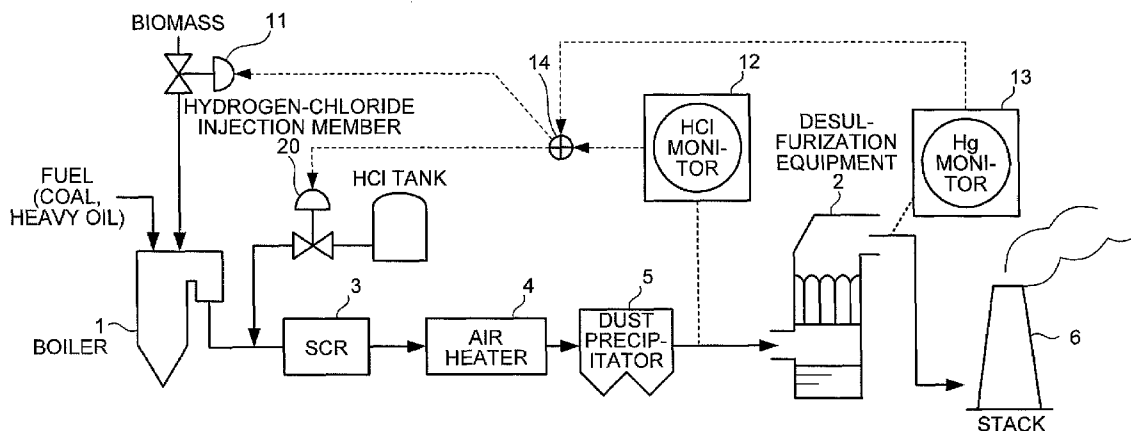 BIOMASS
11
14
12
13
HYDROGEN-CHLORIDE
INJECTION MEMBER
20
HCl TANK
HCl
MONI-
TOR
DESUL-
FURIZATION
EQUIPMENT
2
Hg
MONI-
TOR
FUEL
(COAL,
HEAVY OIL)
1
BOILER
3
SCR
4
AIR
HEATER
5
DUST
PRECIP-
ITATOR
6
STACK